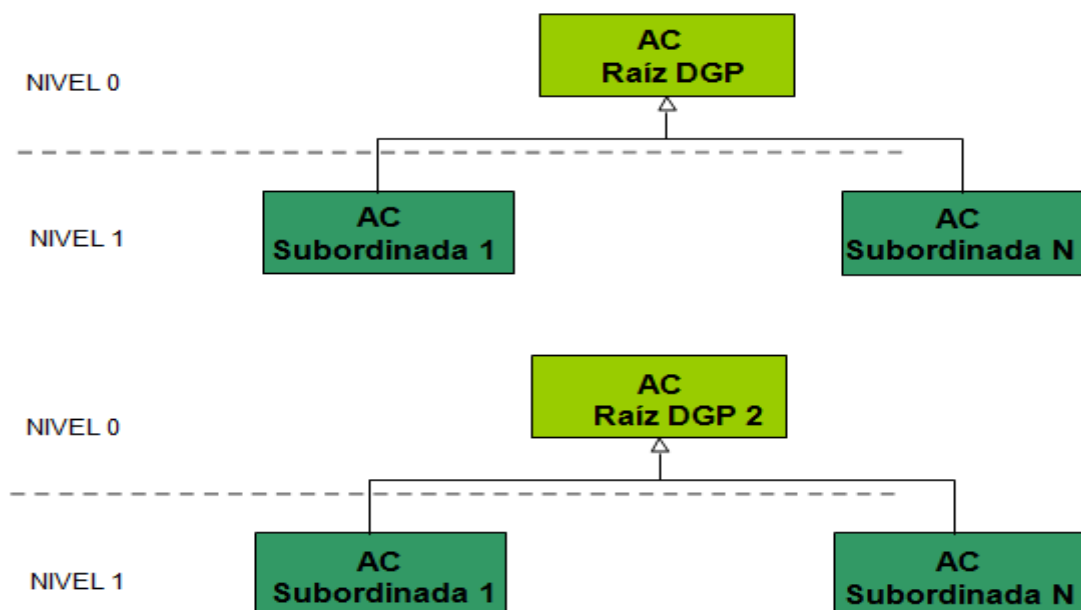 AC
Raíz DGP
NIVEL 0
AC
Subordinada 1
AC
Subordinada N
NIVEL 1
AC
Raíz DGP 2
NIVEL 0
AC
Subordinada 1
AC
Subordinada N
NIVEL 1